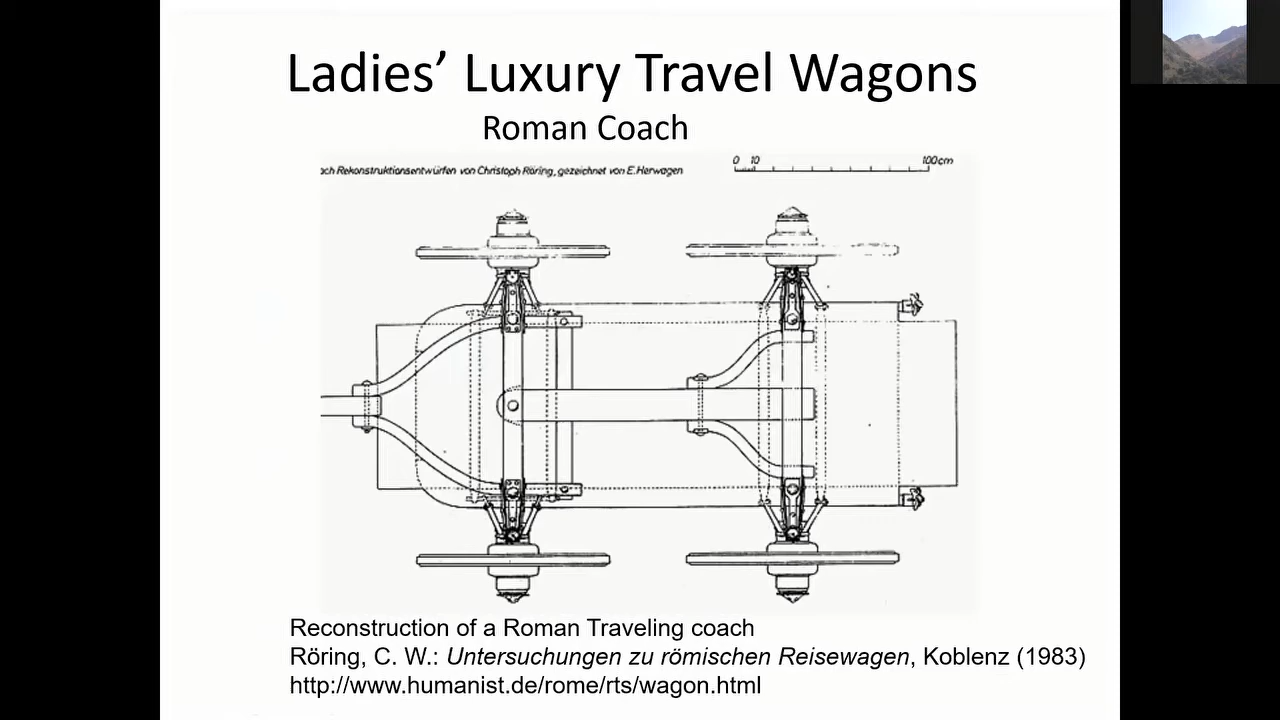 Ladies’ Luxury Travel Wagons
Roman Coach
ach Rekonstruktionsentwürfen von Christoph Röring, gezeichnet von E. Herwagen
0 10 100cm
Reconstruction of a Roman Traveling coach
Röring, C. W.: Untersuchungen zu römischen Reisewagen, Koblenz (1983)
http://www.humanist.de/rome/rts/wagon.html